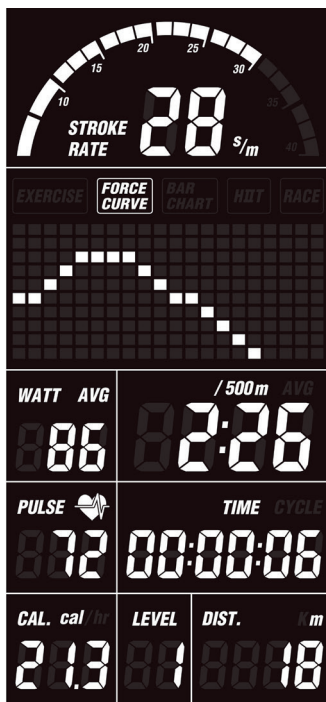 20
15
25
10
30
35
40
STROKE
RATE
28
s/m
EXERCISE
FORCE
CURVE
BAR
CHART
HIIT
RACE
WATT AVG
86
/500m AVG
2:26
PULSE
72
TIME CYCLE
00:00:06
CAL. cal/hr
21.3
LEVEL
1
DIST. Km
18